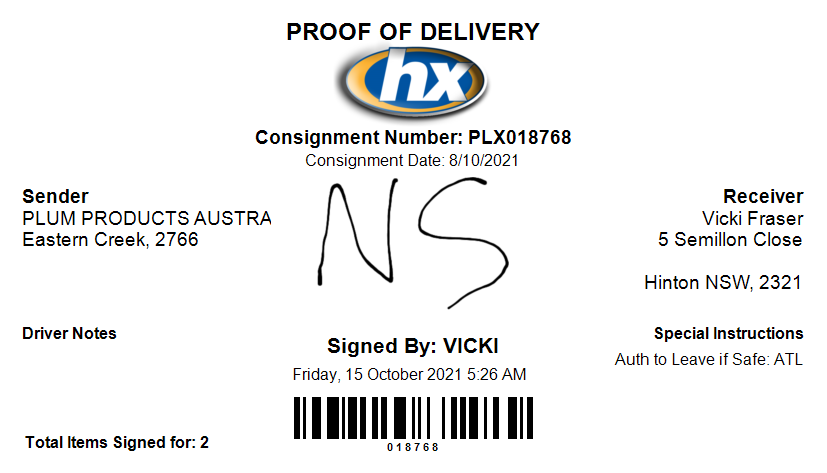 PROOF OF DELIVERY
hx
Consignment Number: PLX018768
Consignment Date: 8/10/2021
Sender
PLUM PRODUCTS AUSTRA
Eastern Creek, 2766
NS
Receiver
Vicki Fraser
5 Semillon Close
Hinton NSW, 2321
Driver Notes
Signed By: VICKI
Friday, 15 October 2021 5:26 AM
Special Instructions
Auth to Leave if Safe: ATL
018768
Total Items Signed for: 2